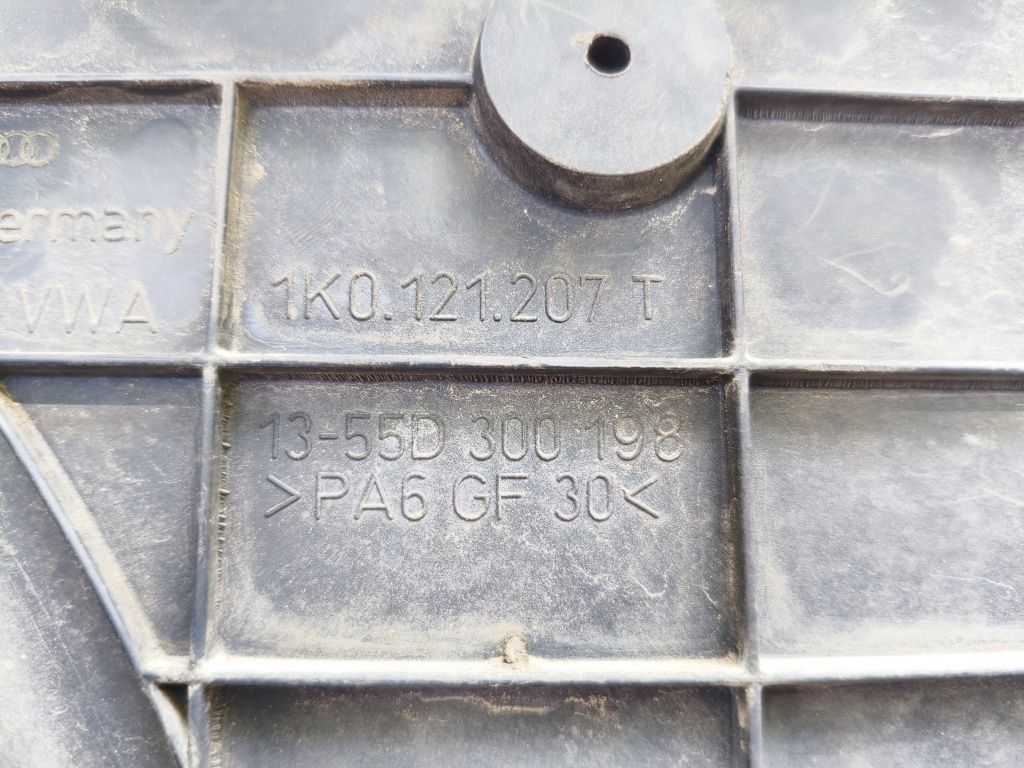 ermany
VWA
1K0.121.207 T
13-55D 300 198
>PA6 GF 30<